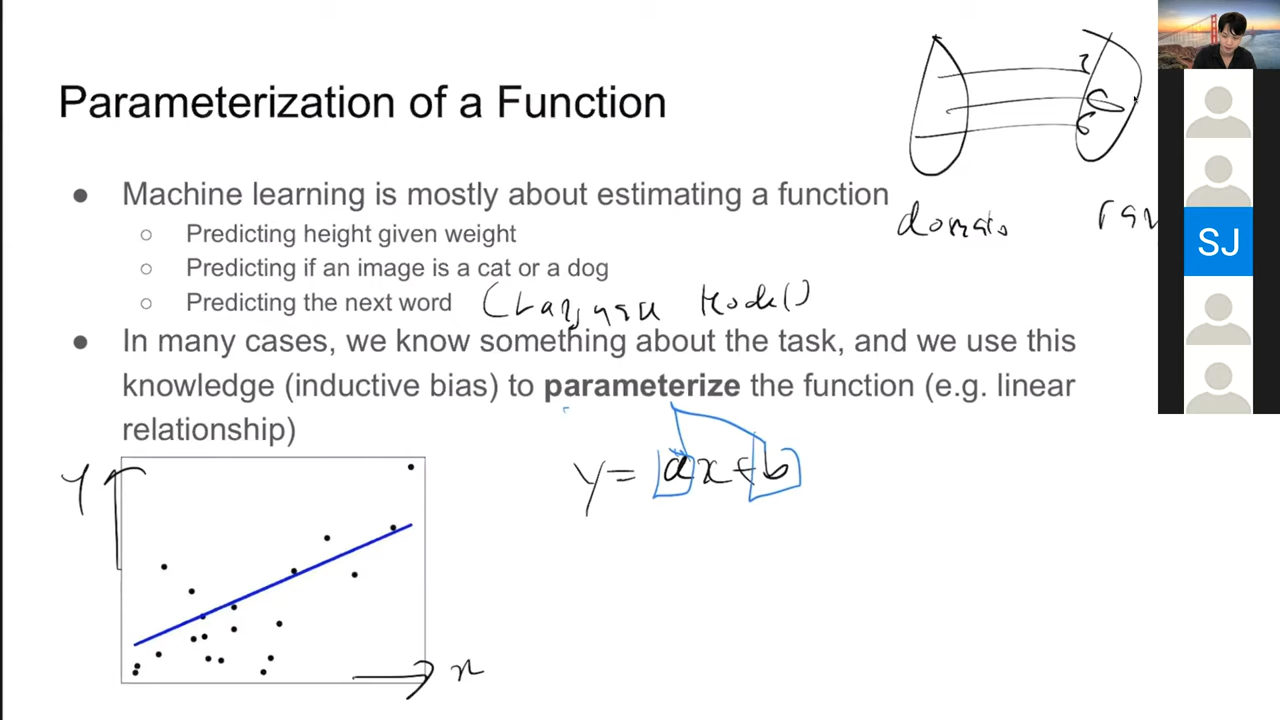 Parameterization of a Function
● Machine learning is mostly about estimating a function
○ Predicting height given weight
○ Predicting if an image is a cat or a dog
○ Predicting the next word (Language Model)
● In many cases, we know something about the task, and we use this
knowledge (inductive bias) to parameterize the function (e.g. linear
relationship)
domain
SJ
y = ax + b
y
x